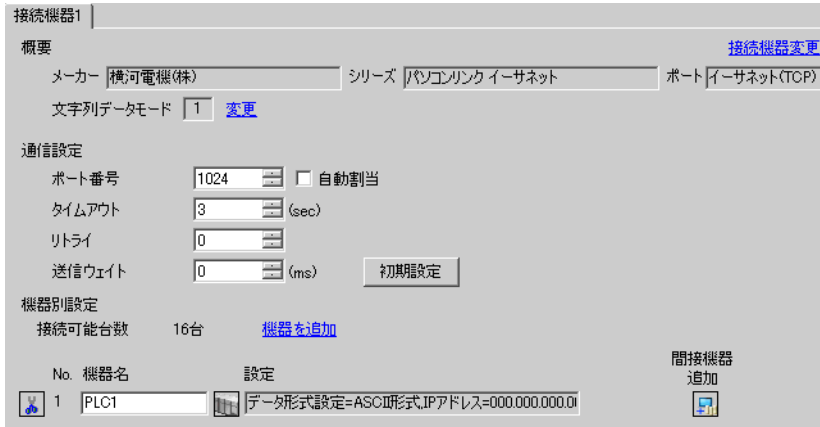 接続機器1
概要
接続機器変更
メーカー 横河電機(株) シリーズ パソコンリンク イーサネット ポート イーサネット(TCP)
文字列データモード 1 変更
通信設定
ポート番号 1024 自動割当
タイムアウト 3 (sec)
リトライ 0
送信ウェイト 0 (ms) 初期設定
機器別設定
接続可能台数 16台 機器を追加
間接機器
No. 機器名 設定 追加
1 PLC1 データ形式設定=ASCII形式,IPアドレス=000.000.000.0